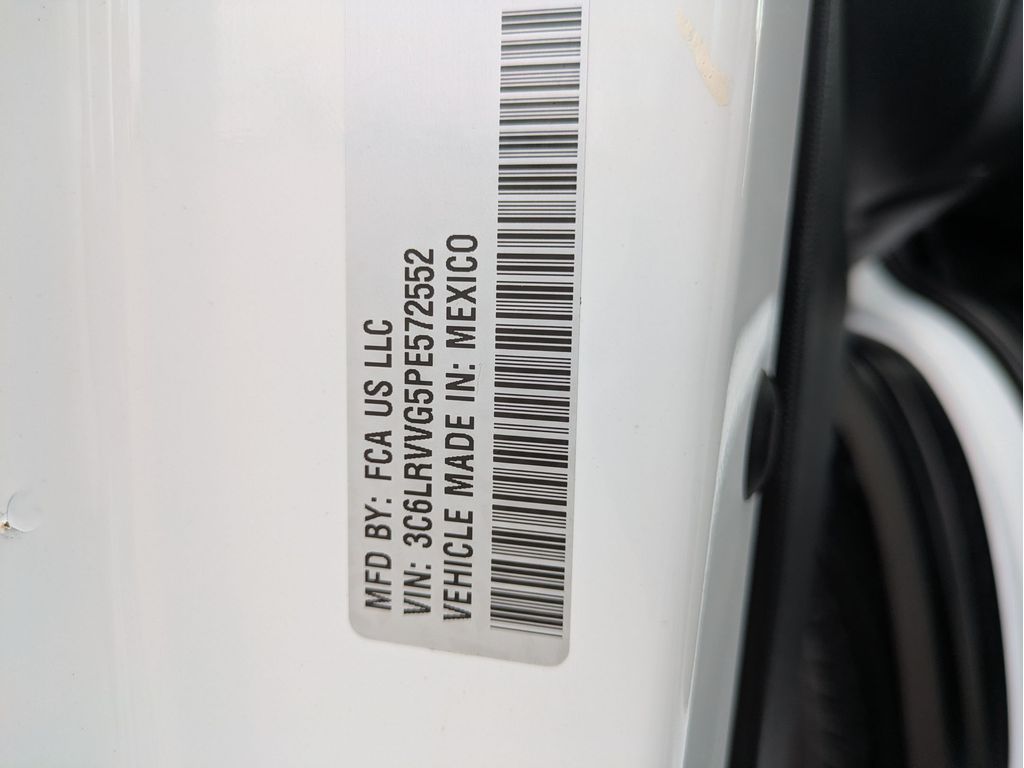 MFD BY: FCA US LLC
VIN: 3C6LRVVG5PE572552
VEHICLE MADE IN: MEXICO